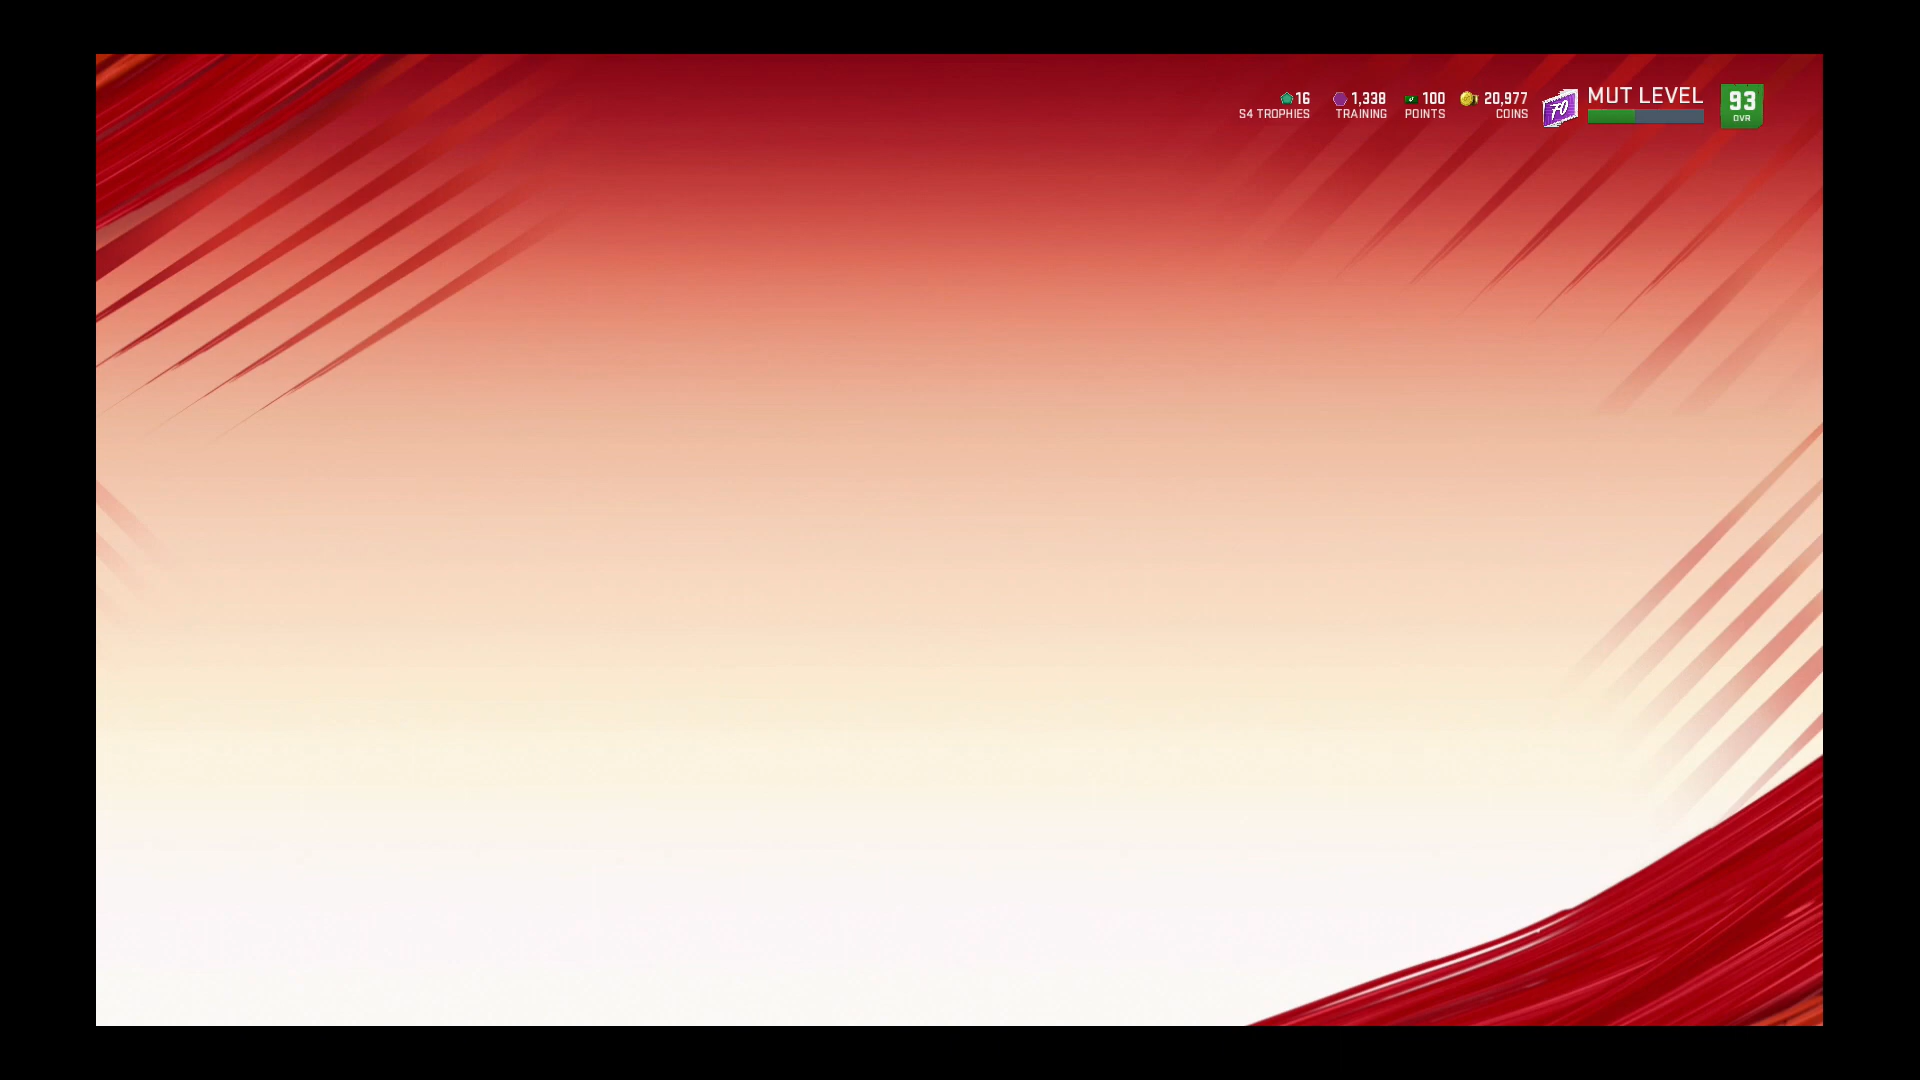 16 1,338 100 20,977 70 MUT LEVEL 93
S4 TROPHIES TRAINING POINTS COINS OVR